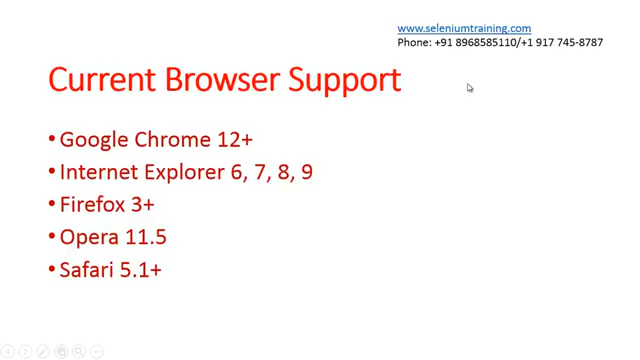 www.seleniumtraining.com
Phone: +91 8968585110/+1 917 745-8787
Current Browser Support
• Google Chrome 12+
• Internet Explorer 6, 7, 8, 9
• Firefox 3+
• Opera 11.5
• Safari 5.1+